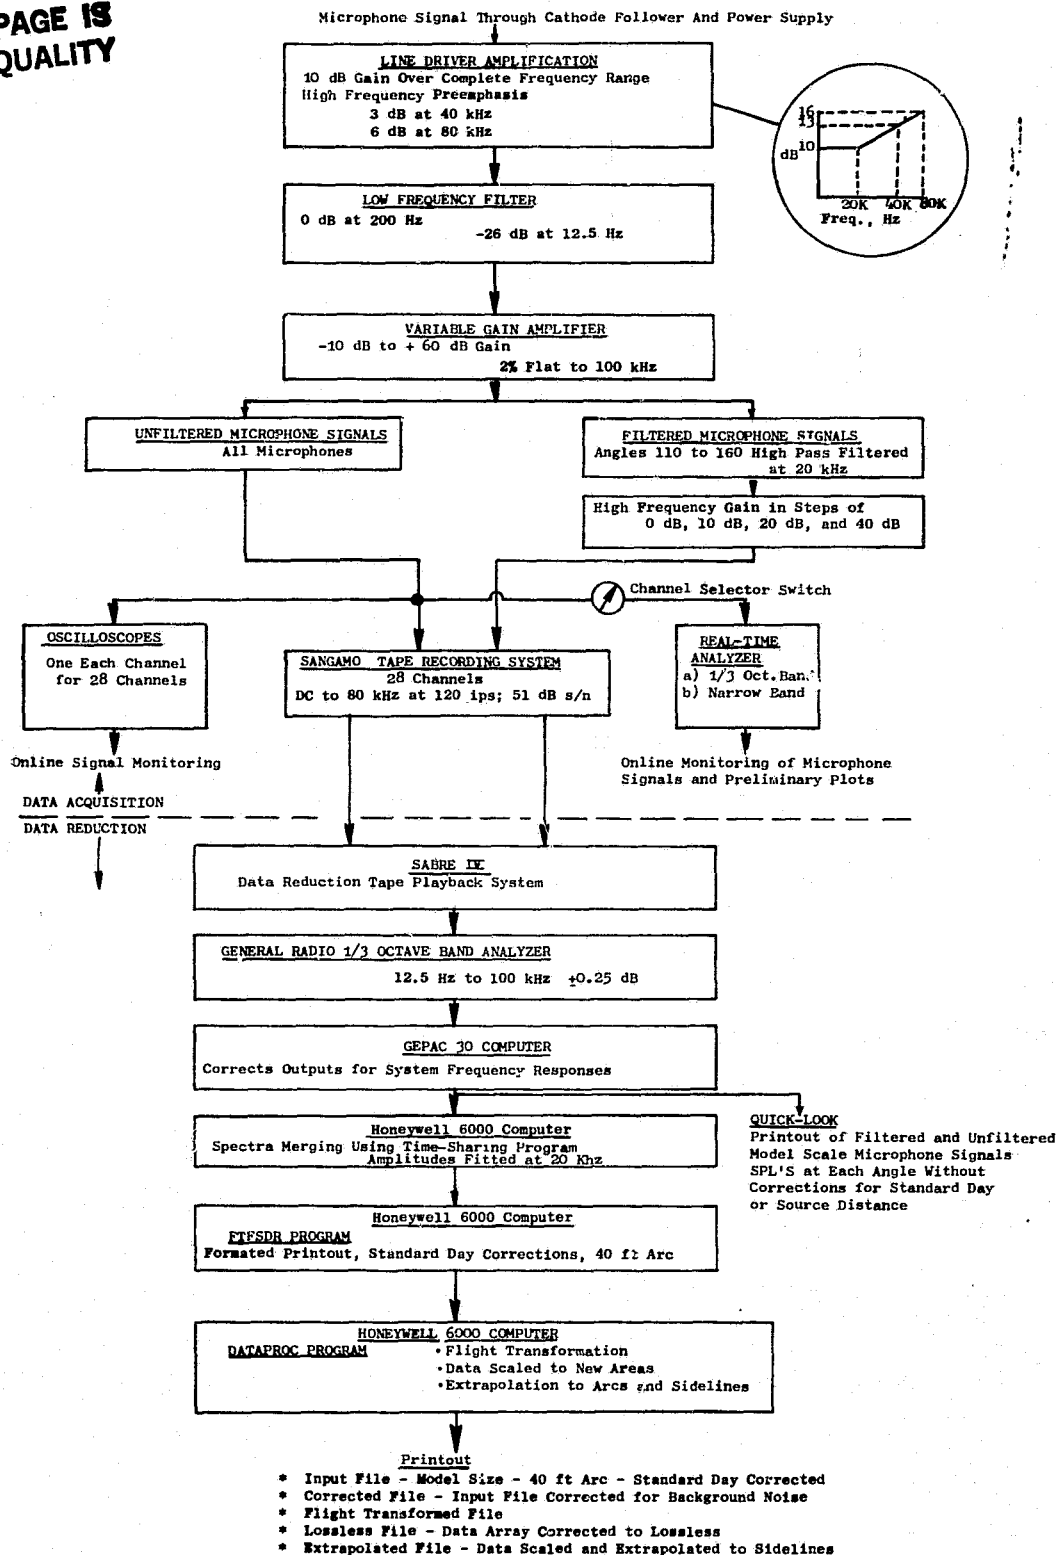 PAGE IS
QUALITY
Microphone Signal Through Cathode Follower And Power Supply
LINE DRIVER AMPLIFICATION
10 dB Gain Over Complete Frequency Range
High Frequency Preemphasis
3 dB at 40 kHz
6 dB at 80 kHz
16
13
10
dB
20K 40K 80K
Freq., Hz
LOW FREQUENCY FILTER
0 dB at 200 Hz
-26 dB at 12.5 Hz
VARIABLE GAIN AMPLIFIER
-10 dB to + 60 dB Gain
2% Flat to 100 kHz
UNFILTERED MICROPHONE SIGNALS
All Microphones
FILTERED MICROPHONE SIGNALS
Angles 110 to 160 High Pass Filtered
at 20 kHz
High Frequency Gain in Steps of
0 dB, 10 dB, 20 dB, and 40 dB
Channel Selector Switch
OSCILLOSCOPES
One Each Channel
for 28 Channels
SANGAMO TAPE RECORDING SYSTEM
28 Channels
DC to 80 kHz at 120 ips; 51 dB s/n
REAL-TIME
ANALYZER
a) 1/3 Oct. Band
b) Narrow Band
Online Signal Monitoring
Online Monitoring of Microphone
Signals and Preliminary Plots
DATA ACQUISITION
DATA REDUCTION
SABRE IV
Data Reduction Tape Playback System
GENERAL RADIO 1/3 OCTAVE BAND ANALYZER
12.5 Hz to 100 kHz ±0.25 dB
GEPAC 30 COMPUTER
Corrects Outputs for System Frequency Responses
Honeywell 6000 Computer
Spectra Merging Using Time-Sharing Program
Amplitudes Fitted at 20 Khz
QUICK-LOOK
Printout of Filtered and Unfiltered
Model Scale Microphone Signals
SPL'S at Each Angle Without
Corrections for Standard Day
or Source Distance
Honeywell 6000 Computer
FTFSDR PROGRAM
Formated Printout, Standard Day Corrections, 40 ft Arc
HONEYWELL 6000 COMPUTER
DATAPROC PROGRAM •Flight Transformation
•Data Scaled to New Areas
•Extrapolation to Arcs and Sidelines
Printout
* Input File - Model Size - 40 ft Arc - Standard Day Corrected
* Corrected File - Input File Corrected for Background Noise
* Flight Transformed File
* Lossless File - Data Array Corrected to Lossless
* Extrapolated File - Data Scaled and Extrapolated to Sidelines